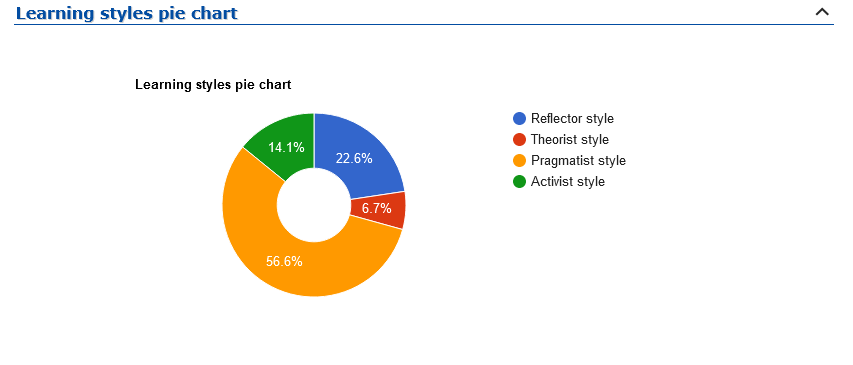 Learning styles pie chart
Learning styles pie chart
Reflector style
Theorist style
Pragmatist style
Activist style
14.1%
22.6%
6.7%
56.6%